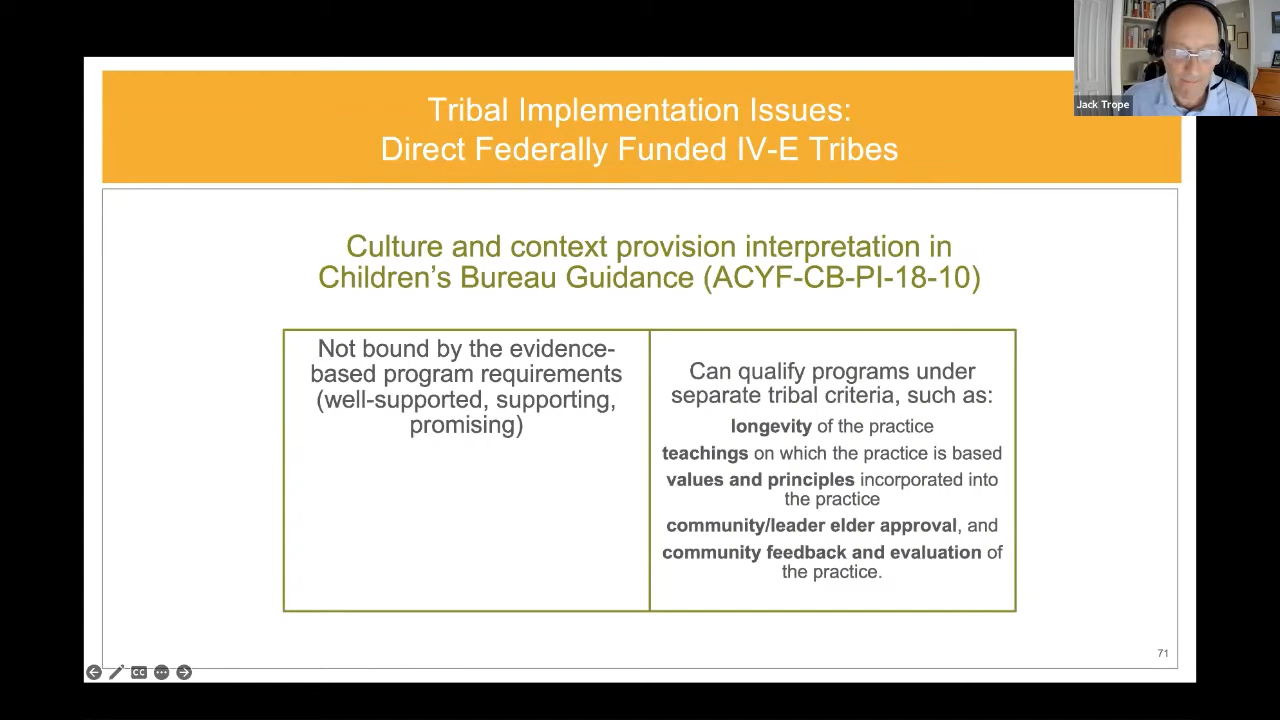 Jack Trope
Tribal Implementation Issues:
Direct Federally Funded IV-E Tribes
Culture and context provision interpretation in
Children’s Bureau Guidance (ACYF-CB-PI-18-10)
Not bound by the evidence-
based program requirements
(well-supported, supporting,
promising)
Can qualify programs under
separate tribal criteria, such as:
longevity of the practice
teachings on which the practice is based
values and principles incorporated into
the practice
community/leader elder approval, and
community feedback and evaluation of
the practice.
71
CC